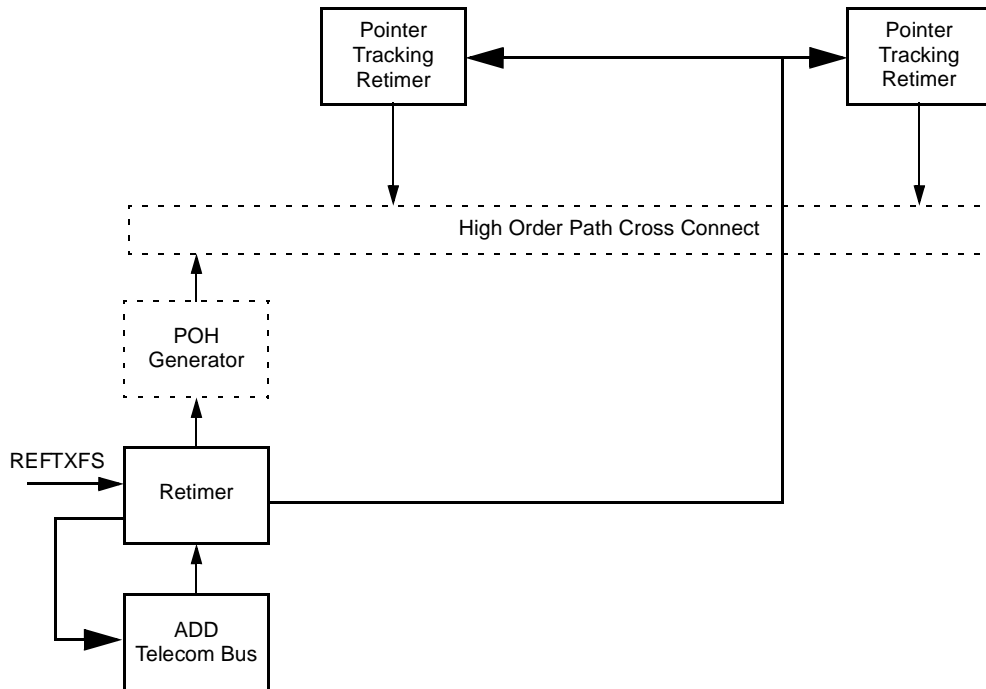 Pointer
Tracking
Retimer
Pointer
Tracking
Retimer
High Order Path Cross Connect
POH
Generator
REFTXFS
Retimer
ADD
Telecom Bus